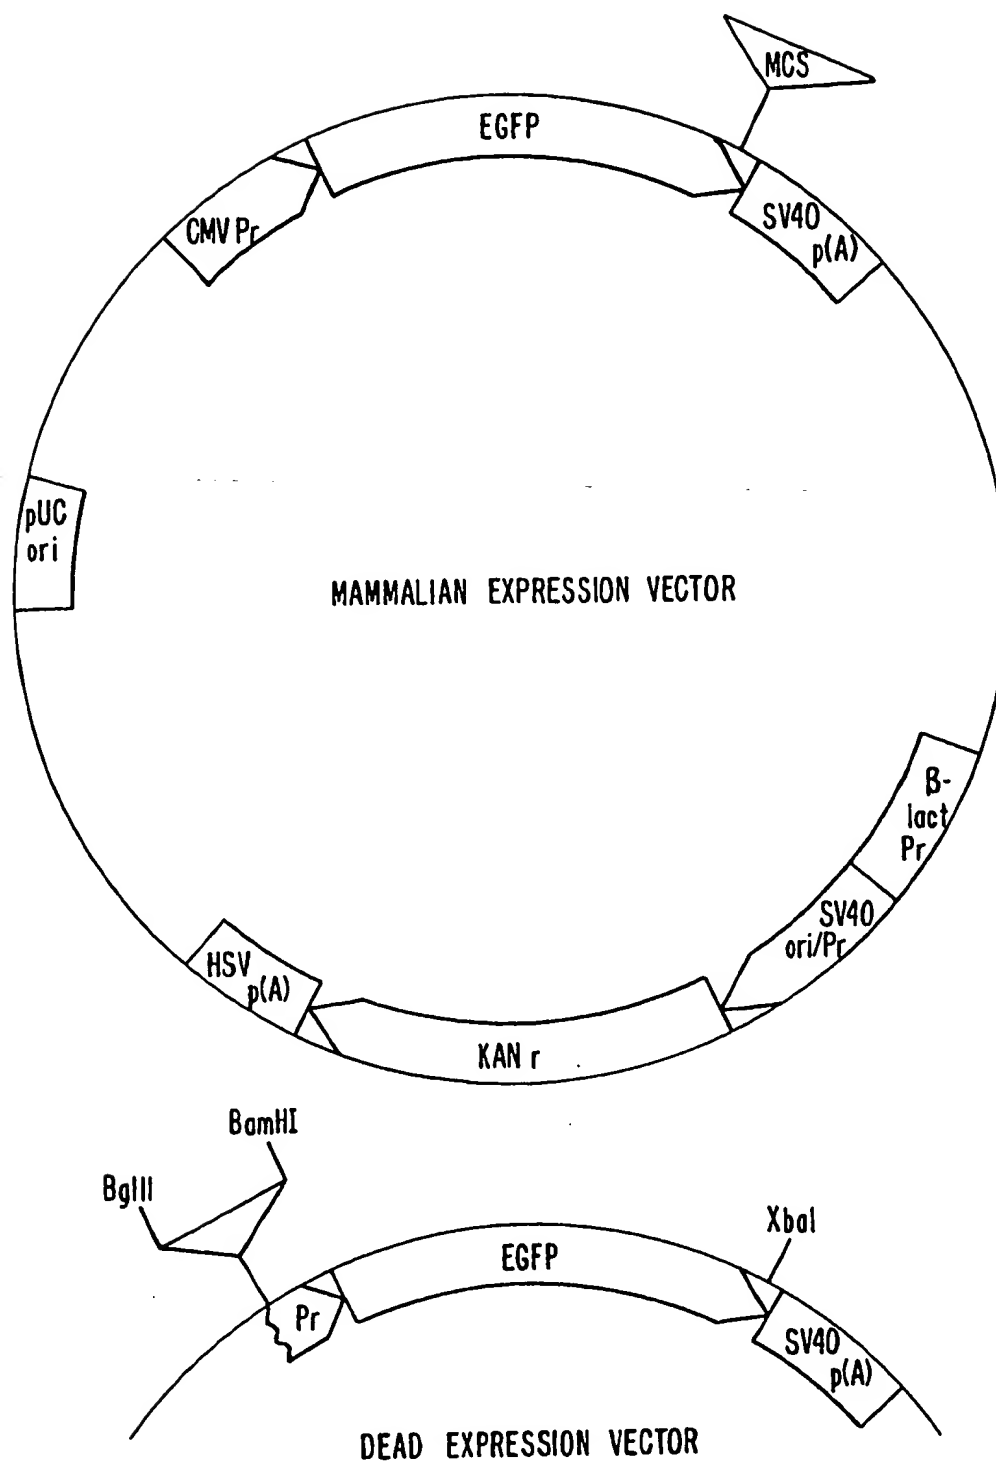 MCS
EGFP
CMV Pr
SV40
p(A)
pUC
ori
MAMMALIAN EXPRESSION VECTOR
β-
lact
Pr
SV40
ori/Pr
HSV
p(A)
KAN r
BamHI
BglII
XbaI
EGFP
Pr
SV40
p(A)
DEAD EXPRESSION VECTOR